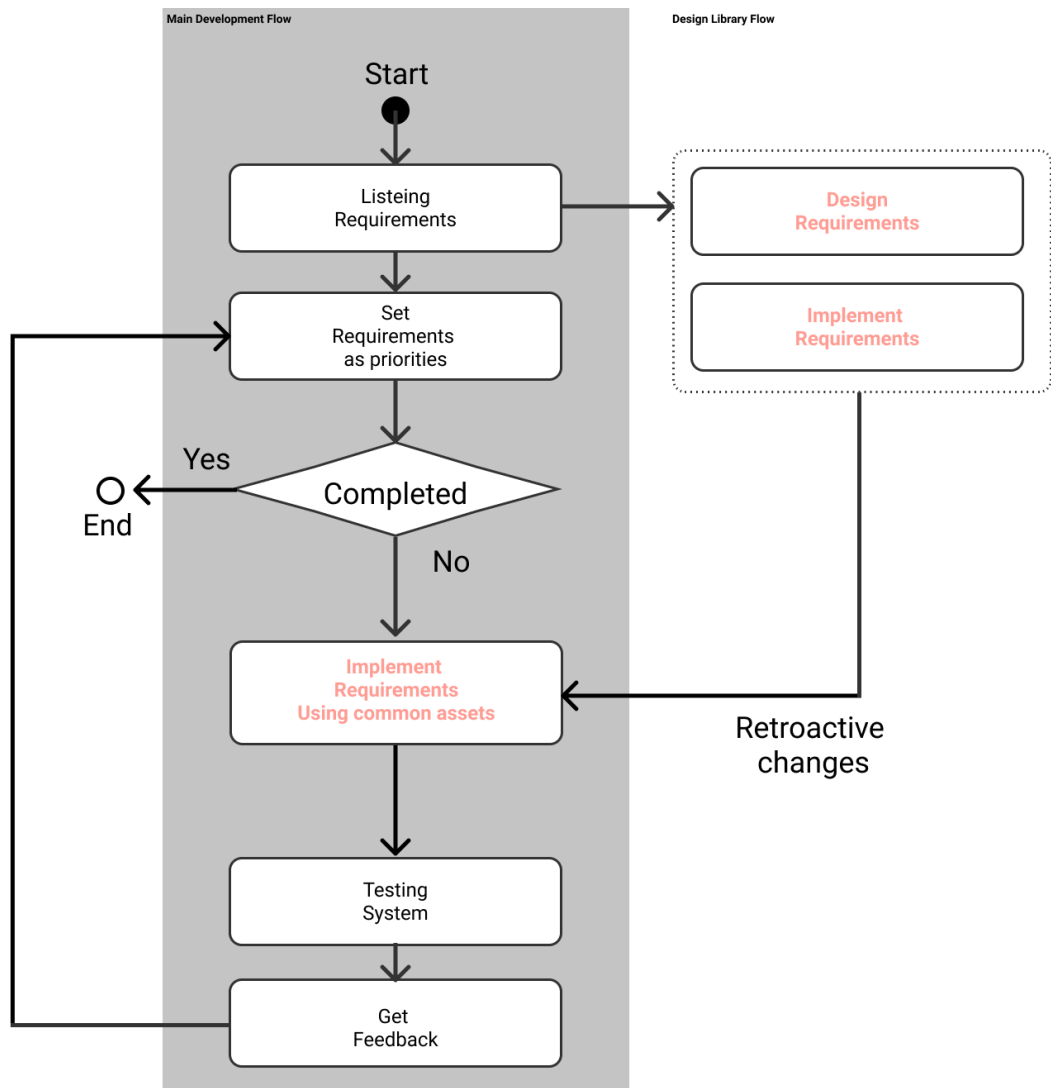 Main Development Flow
Design Library Flow
Start
Listeing
Requirements
Design
Requirements
Set
Requirements
as priorities
Implement
Requirements
Yes
Completed
End
No
Implement
Requirements
Using common assets
Retroactive
changes
Testing
System
Get
Feedback